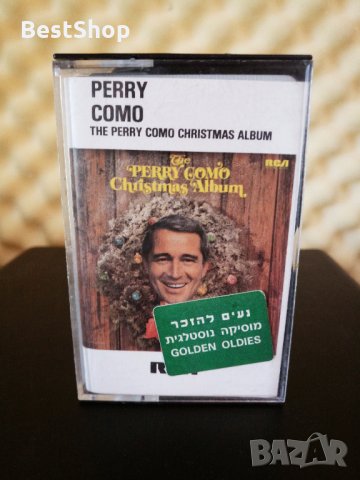 BestShop
PERRY
COMO
THE PERRY COMO CHRISTMAS ALBUM
The
PERRY COMO
Christmas Album
RCA
נעים להזכר
מוסיקה נוסטלגית
GOLDEN OLDIES
BAZAR